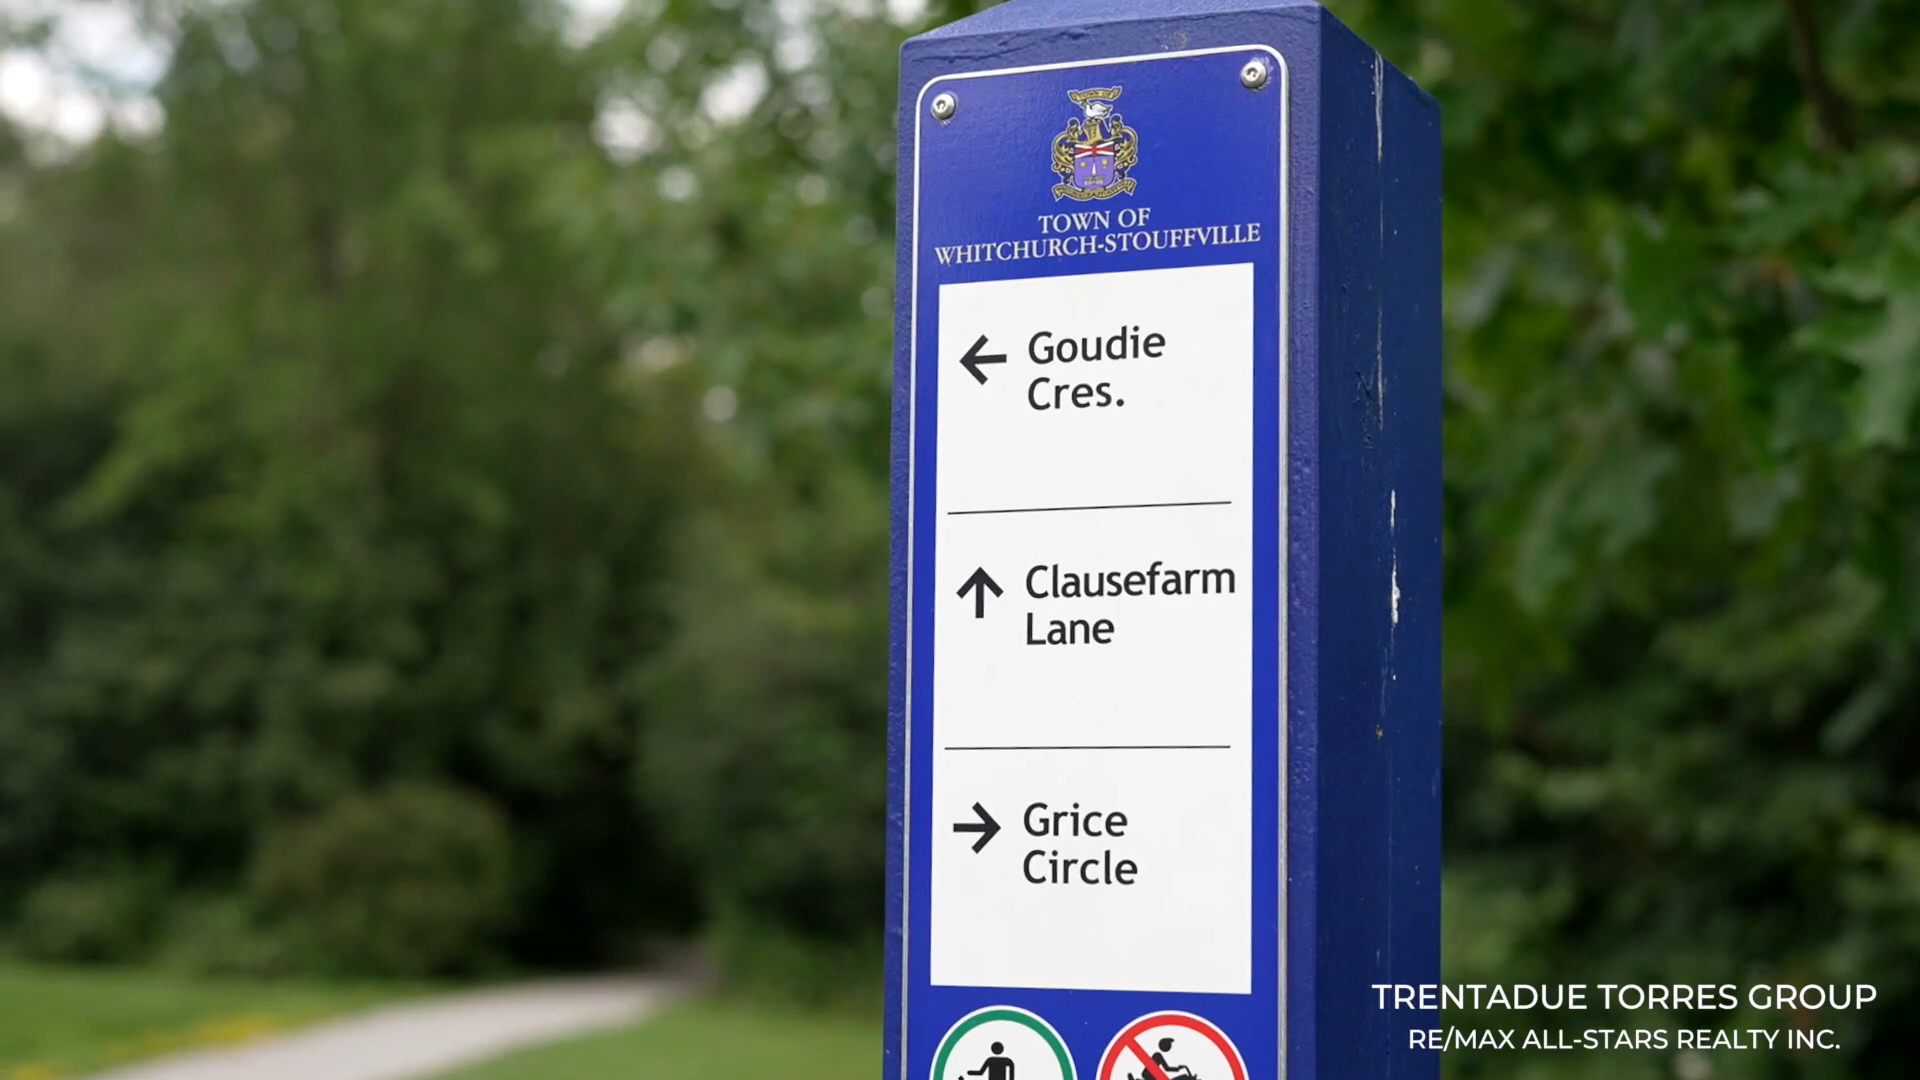 TOWN OF
WHITCHURCH-STOUFFVILLE
Goudie
Cres.
Clausefarm
Lane
Grice
Circle
TRENTADUE TORRES GROUP
RE/MAX ALL-STARS REALTY INC.